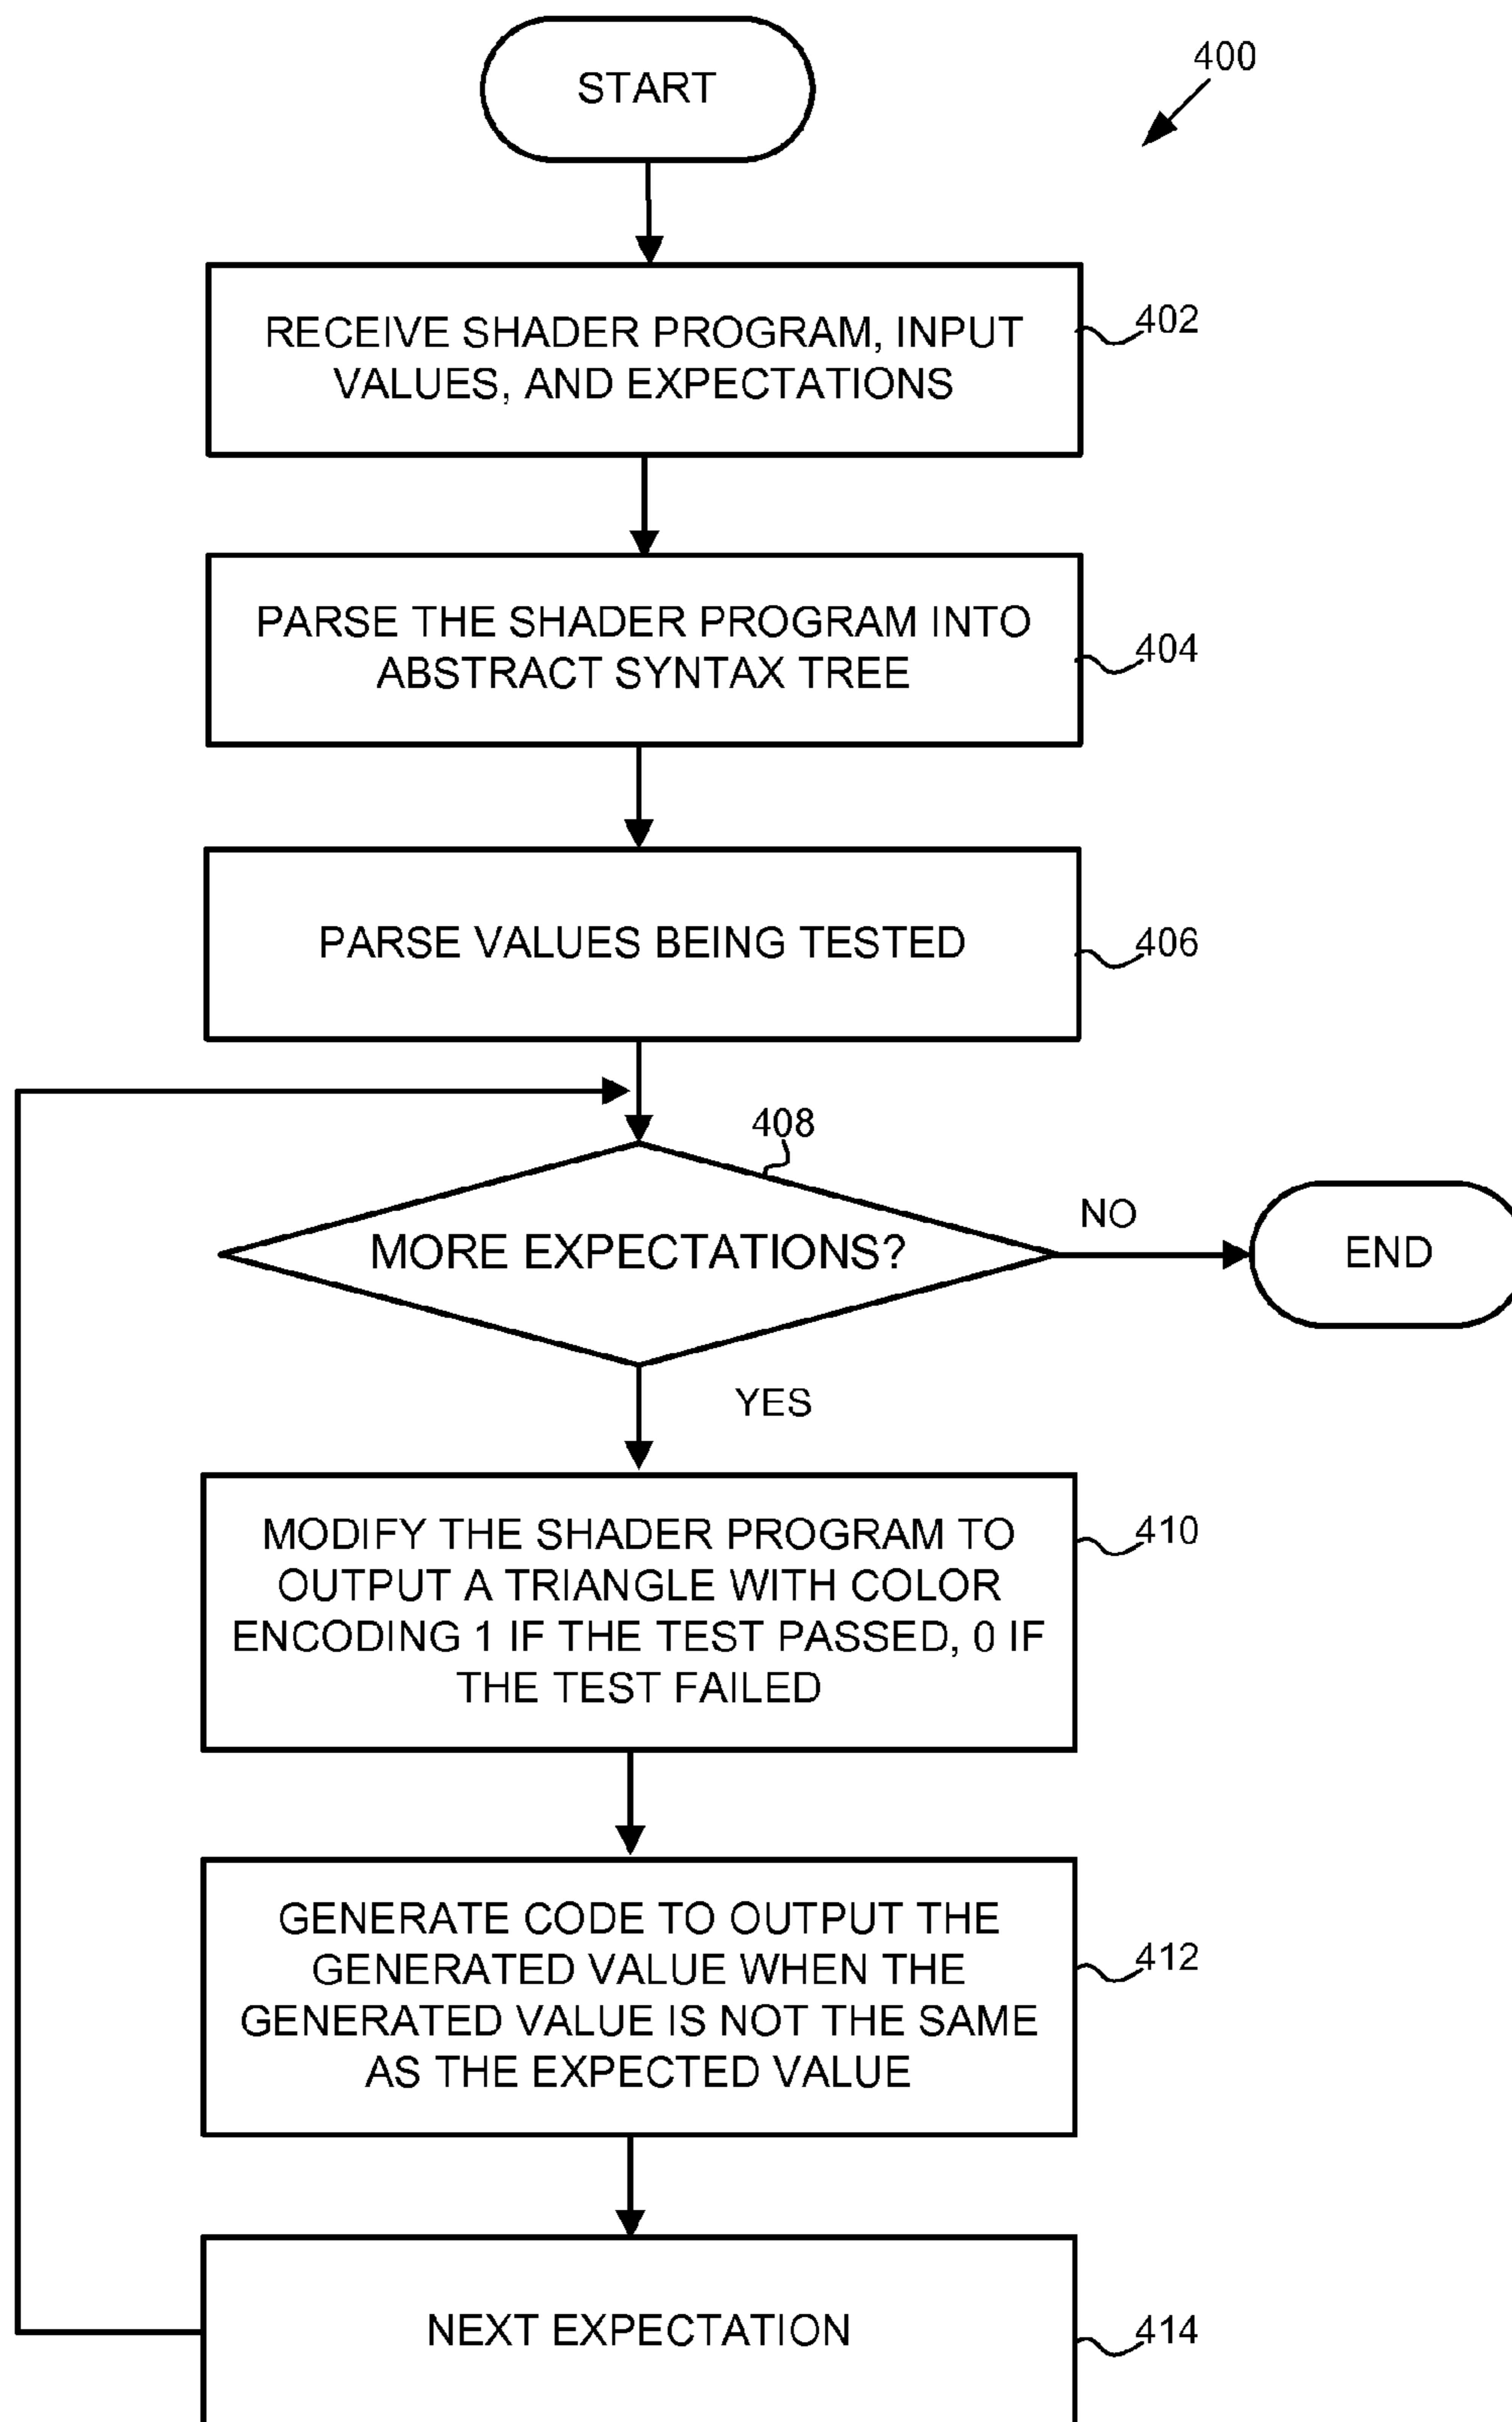 START
400
RECEIVE SHADER PROGRAM, INPUT
VALUES, AND EXPECTATIONS
402
PARSE THE SHADER PROGRAM INTO
ABSTRACT SYNTAX TREE
404
PARSE VALUES BEING TESTED
406
408
MORE EXPECTATIONS?
NO
END
YES
MODIFY THE SHADER PROGRAM TO
OUTPUT A TRIANGLE WITH COLOR
ENCODING 1 IF THE TEST PASSED, 0 IF
THE TEST FAILED
410
GENERATE CODE TO OUTPUT THE
GENERATED VALUE WHEN THE
GENERATED VALUE IS NOT THE SAME
AS THE EXPECTED VALUE
412
NEXT EXPECTATION
414